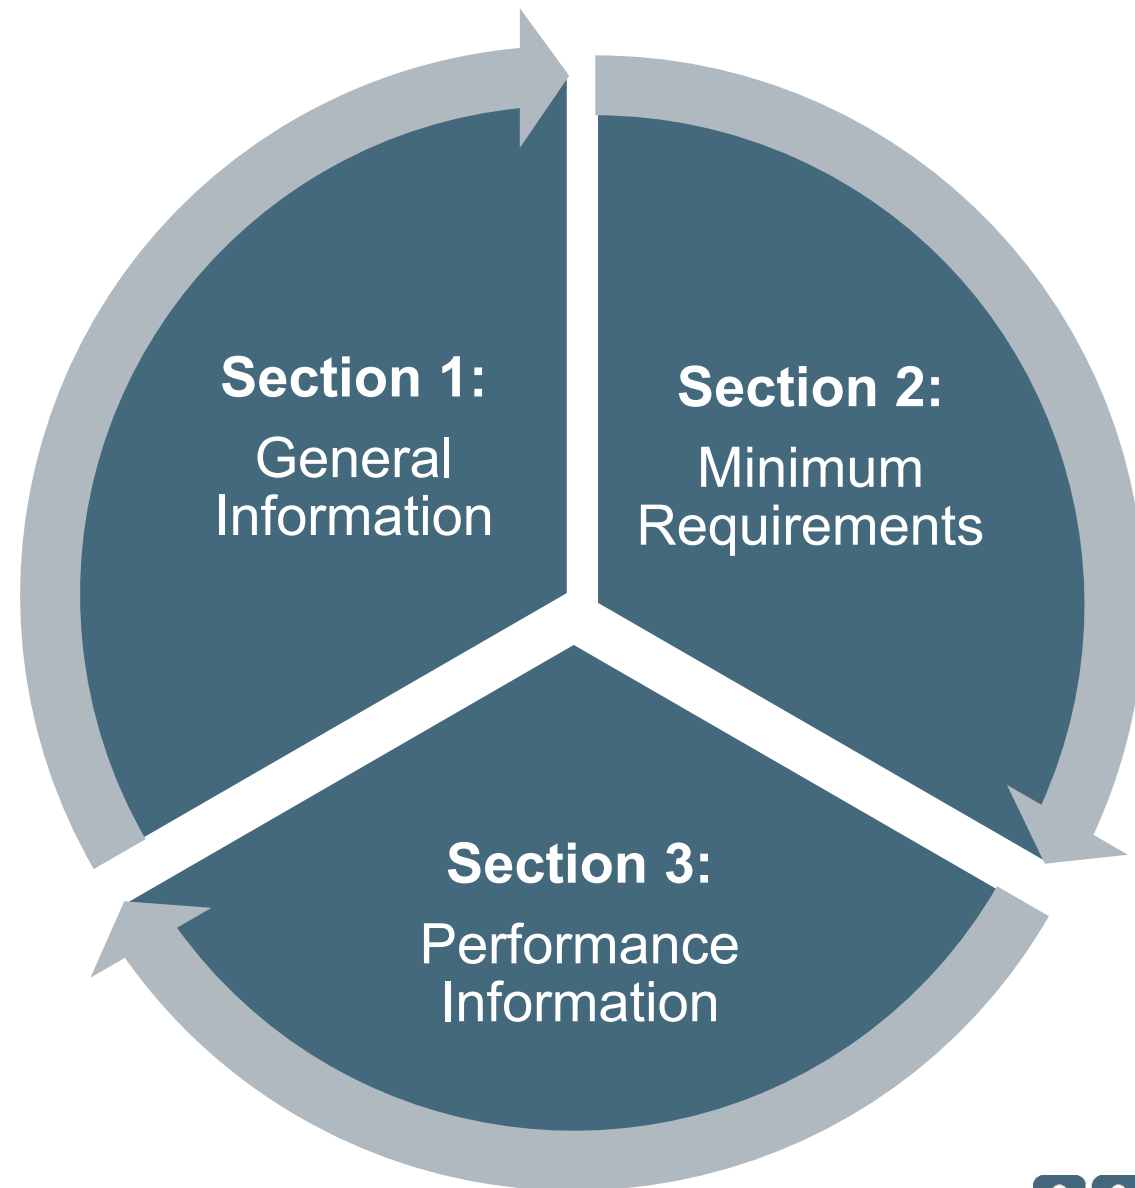 Section 1:
General
Information
Section 2:
Minimum
Requirements
Section 3:
Performance
Information